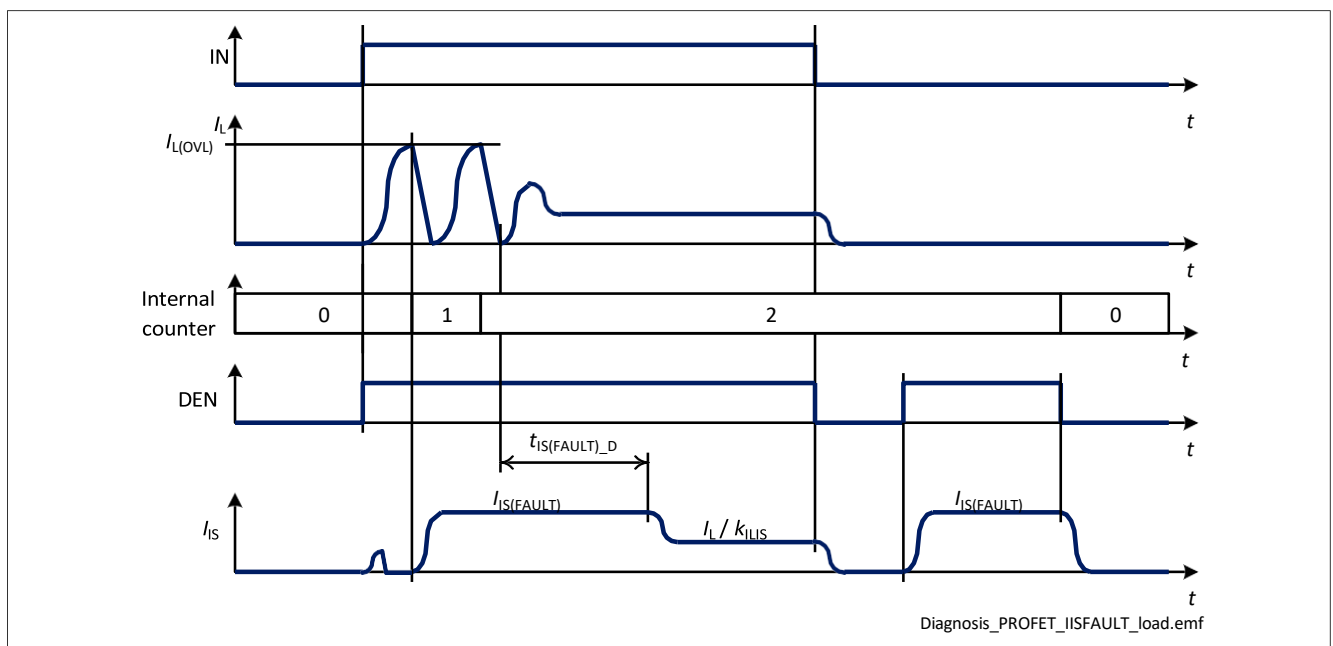 IN
t
I_L
I_L(OVL)
t
Internal
counter
0
1
2
0
t
DEN
t
t_IS(FAULT)_D
I_IS(FAULT)
I_IS(FAULT)
I_IS
I_L / k_ILIS
t
Diagnosis_PROFET_IISFAULT_load.emf